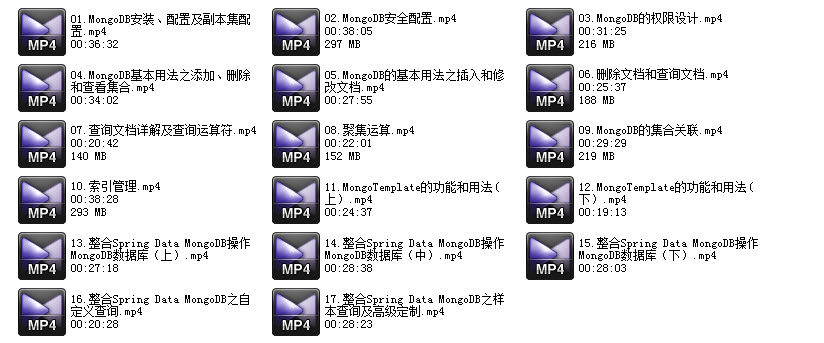 01.MongoDB安装、配置及副本集配
置.mp4
00:36:32
MP4
02.MongoDB安全配置.mp4
00:38:05
297 MB
MP4
03.MongoDB的权限设计.mp4
00:31:25
216 MB
MP4
04.MongoDB基本用法之添加、删除
和查看集合.mp4
00:34:02
MP4
05.MongoDB的基本用法之插入和修
改文档.mp4
00:27:55
MP4
06.删除文档和查询文档.mp4
00:25:37
188 MB
MP4
07.查询文档详解及查询运算符.mp4
00:20:42
140 MB
MP4
08.聚集运算.mp4
00:22:01
152 MB
MP4
09.MongoDB的集合关联.mp4
00:29:29
219 MB
MP4
10.索引管理.mp4
00:38:28
293 MB
MP4
11.MongoTemplate的功能和用法(
上).mp4
00:24:37
MP4
12.MongoTemplate的功能和用法(
下).mp4
00:19:13
MP4
13.整合Spring Data MongoDB操作
MongoDB数据库（上）.mp4
00:27:18
MP4
14.整合Spring Data MongoDB操作
MongoDB数据库（中）.mp4
00:28:38
MP4
15.整合Spring Data MongoDB操作
MongoDB数据库（下）.mp4
00:28:03
MP4
16.整合Spring Data MongoDB之自
定义查询.mp4
00:20:28
MP4
17.整合Spring Data MongoDB之样
本查询及高级定制.mp4
00:28:23
MP4